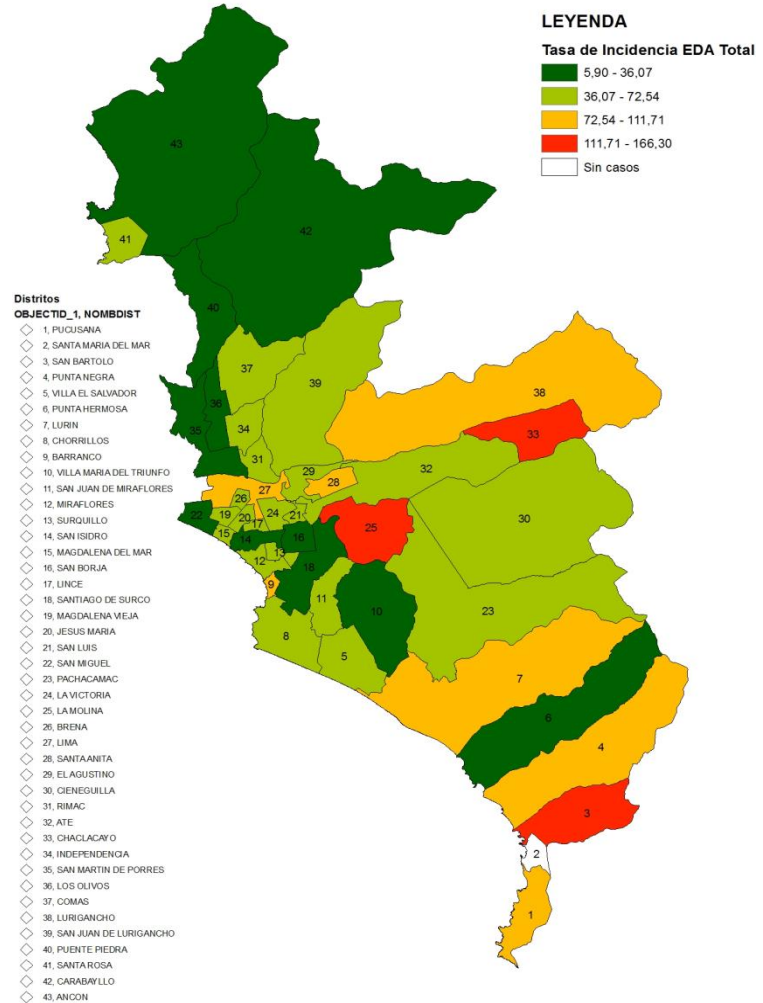 LEYENDA
Tasa de Incidencia EDA Total
5,90 - 36,07
36,07 - 72,54
72,54 - 111,71
111,71 - 166,30
Sin casos
43
42
41
40
Distritos
OBJECTID_1, NOMBDIST
1, PUCUSANA
2, SANTA MARIA DEL MAR
3, SAN BARTOLO
4, PUNTA NEGRA
5, VILLA EL SALVADOR
6, PUNTA HERMOSA
7, LURIN
8, CHORRILLOS
9, BARRANCO
10, VILLA MARIA DEL TRIUNFO
11, SAN JUAN DE MIRAFLORES
12, MIRAFLORES
13, SURQUILLO
14, SAN ISIDRO
15, MAGDALENA DEL MAR
16, SAN BORJA
17, LINCE
18, SANTIAGO DE SURCO
19, MAGDALENA VIEJA
20, JESUS MARIA
21, SAN LUIS
22, SAN MIGUEL
23, PACHACAMAC
24, LA VICTORIA
25, LA MOLINA
26, BRENA
27, LIMA
28, SANTA ANITA
29, EL AGUSTINO
30, CIENEGUILLA
31, RIMAC
32, ATE
33, CHACLACAYO
34, INDEPENDENCIA
35, SAN MARTIN DE PORRES
36, LOS OLIVOS
37, COMAS
38, LURIGANCHO
39, SAN JUAN DE LURIGANCHO
40, PUENTE PIEDRA
41, SANTA ROSA
42, CARABAYLLO
43, ANCON
37
39
38
36
35
34
33
31
32
29
28
27
26
30
22
19
20
17
24
21
25
15
14
16
12
13
18
9
11
10
23
8
5
7
6
4
3
2
1